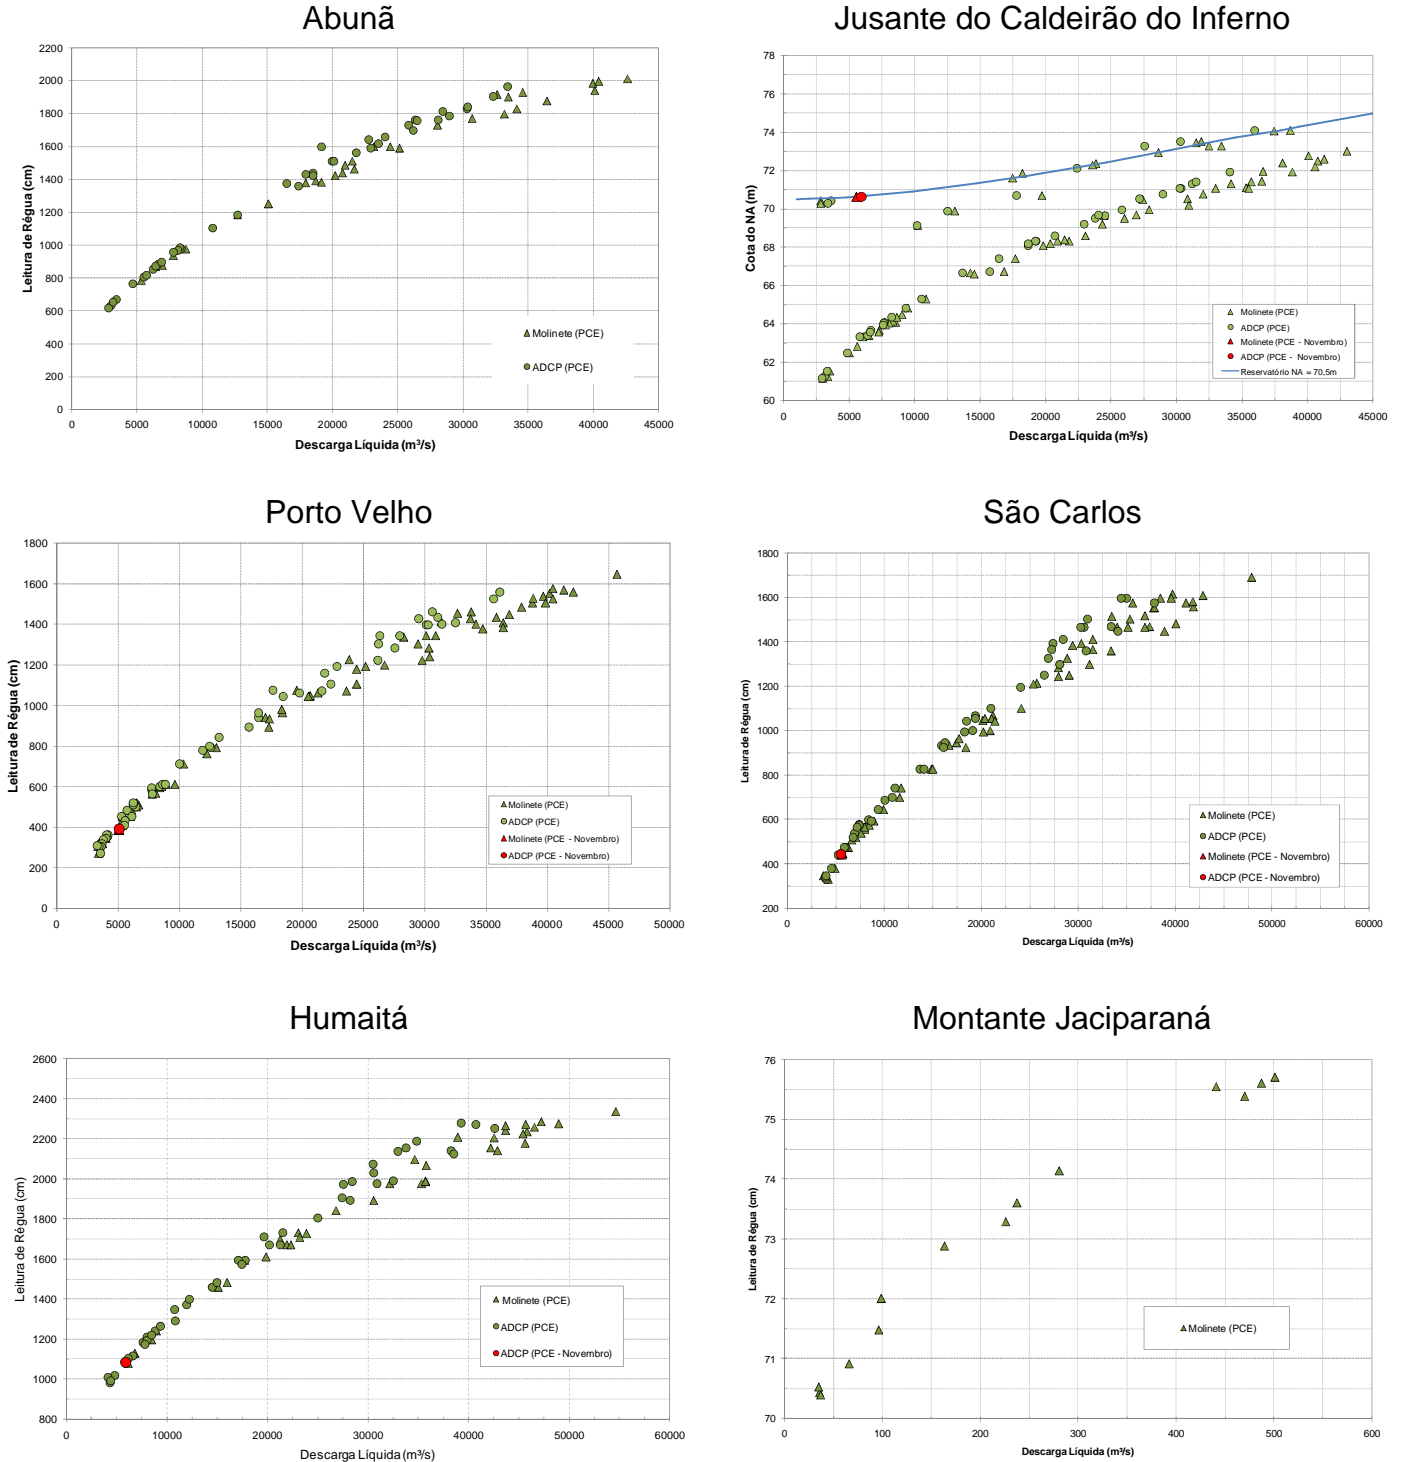 Abunã
2200
2000
1800
1600
1400
1200
1000
800
600
400
200
0
Leitura de Régua (cm)
Molinete (PCE)
ADCP (PCE)
0 5000 10000 15000 20000 25000 30000 35000 40000 45000
Descarga Líquida (m³/s)
Jusante do Caldeirão do Inferno
78
76
74
72
70
68
66
64
62
60
Cota do NA (m)
Molinete (PCE)
ADCP (PCE)
Molinete (PCE - Novembro)
ADCP (PCE - Novembro)
Reservatório NA = 70,5m
0 5000 10000 15000 20000 25000 30000 35000 40000 45000
Descarga Líquida (m³/s)
Porto Velho
1800
1600
1400
1200
1000
800
600
400
200
0
Leitura de Régua (cm)
Molinete (PCE)
ADCP (PCE)
Molinete (PCE - Novembro)
ADCP (PCE - Novembro)
0 5000 10000 15000 20000 25000 30000 35000 40000 45000 50000
Descarga Líquida (m³/s)
São Carlos
1800
1600
1400
1200
1000
800
600
400
200
Leitura de Régua (cm)
Molinete (PCE)
ADCP (PCE)
Molinete (PCE - Novembro)
ADCP (PCE - Novembro)
0 10000 20000 30000 40000 50000 60000
Descarga Líquida (m³/s)
Humaitá
2600
2400
2200
2000
1800
1600
1400
1200
1000
800
Leitura de Régua (cm)
Molinete (PCE)
ADCP (PCE)
ADCP (PCE - Novembro)
0 10000 20000 30000 40000 50000 60000
Descarga Líquida (m³/s)
Montante Jaciparaná
76
75
74
73
72
71
70
Leitura de Régua (cm)
Molinete (PCE)
0 100 200 300 400 500 600
Descarga Líquida (m³/s)